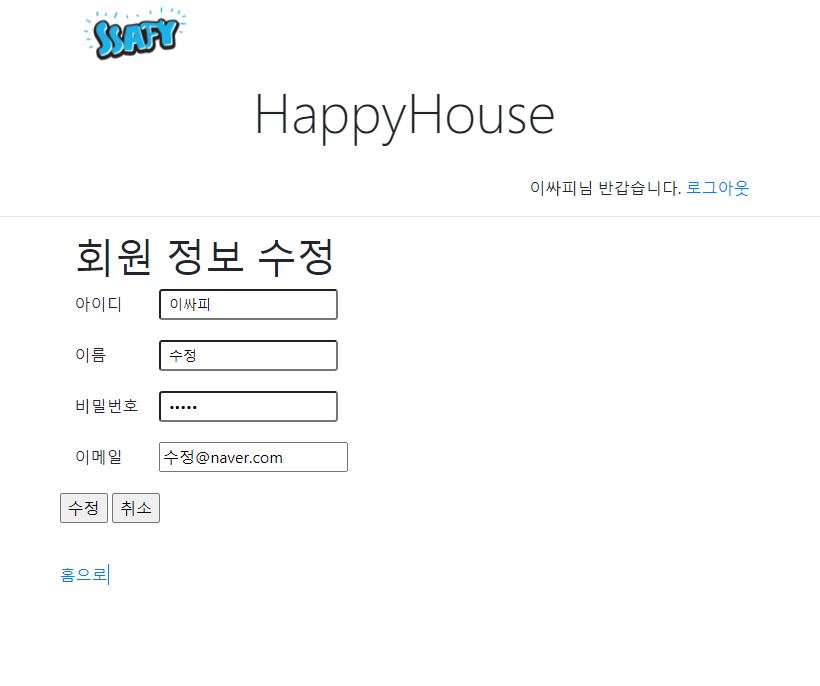 SSAFY
HappyHouse
이싸피님 반갑습니다. 로그아웃
회원 정보 수정
아이디 이싸피
이름 수정
비밀번호 •••••
이메일 수정@naver.com
수정 취소
홈으로